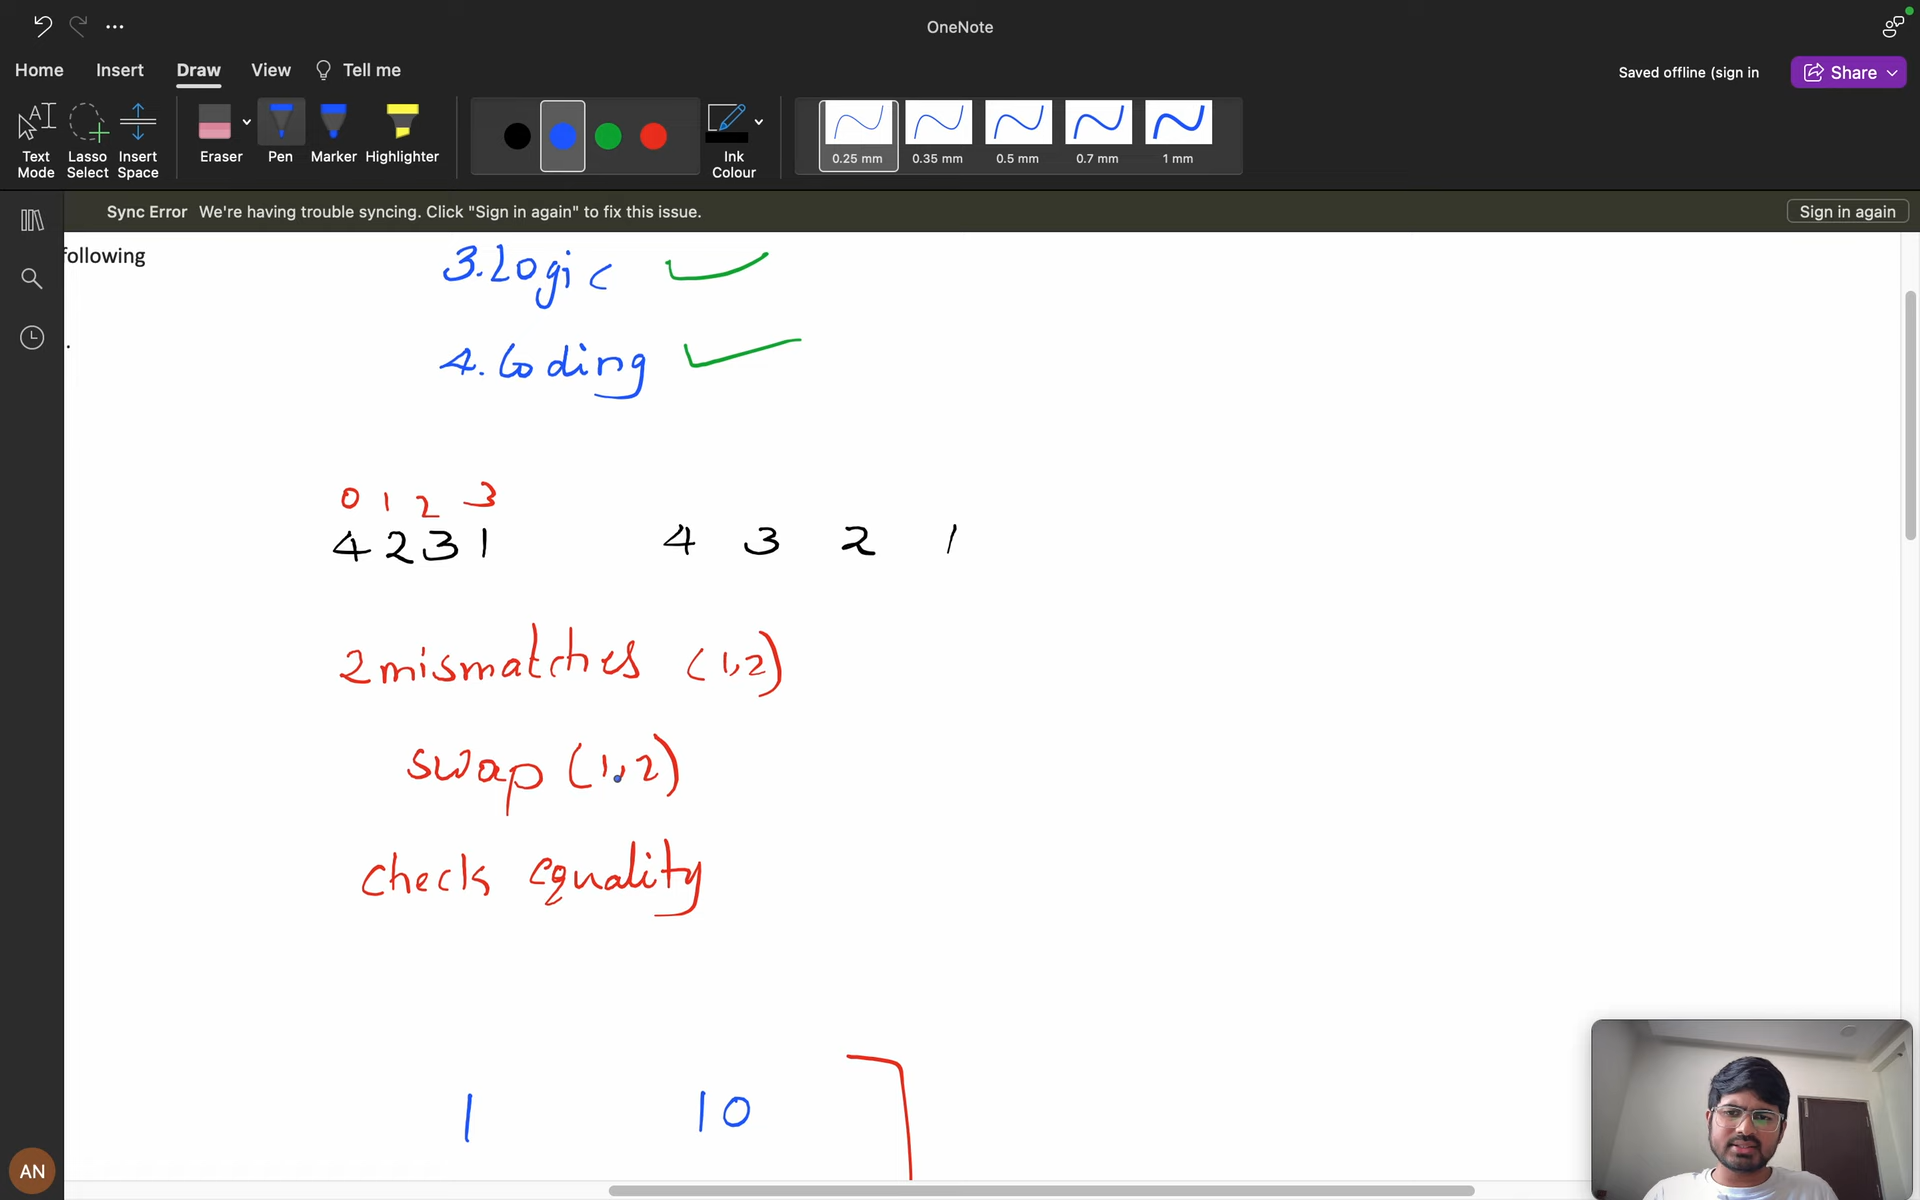 OneNote
Home Insert Draw View Tell me
Saved offline (sign in
Share
Text Mode
Lasso Select
Insert Space
Eraser
Pen
Marker
Highlighter
Ink Colour
0.25 mm
0.35 mm
0.5 mm
0.7 mm
1 mm
Sync Error We're having trouble syncing. Click "Sign in again" to fix this issue.
Sign in again
following
3.Logic
.
4.Coding
0 1 2 3
4 2 3 1 4 3 2 1
2mismatches (1,2)
swap (1,2)
check equality
1 10
AN